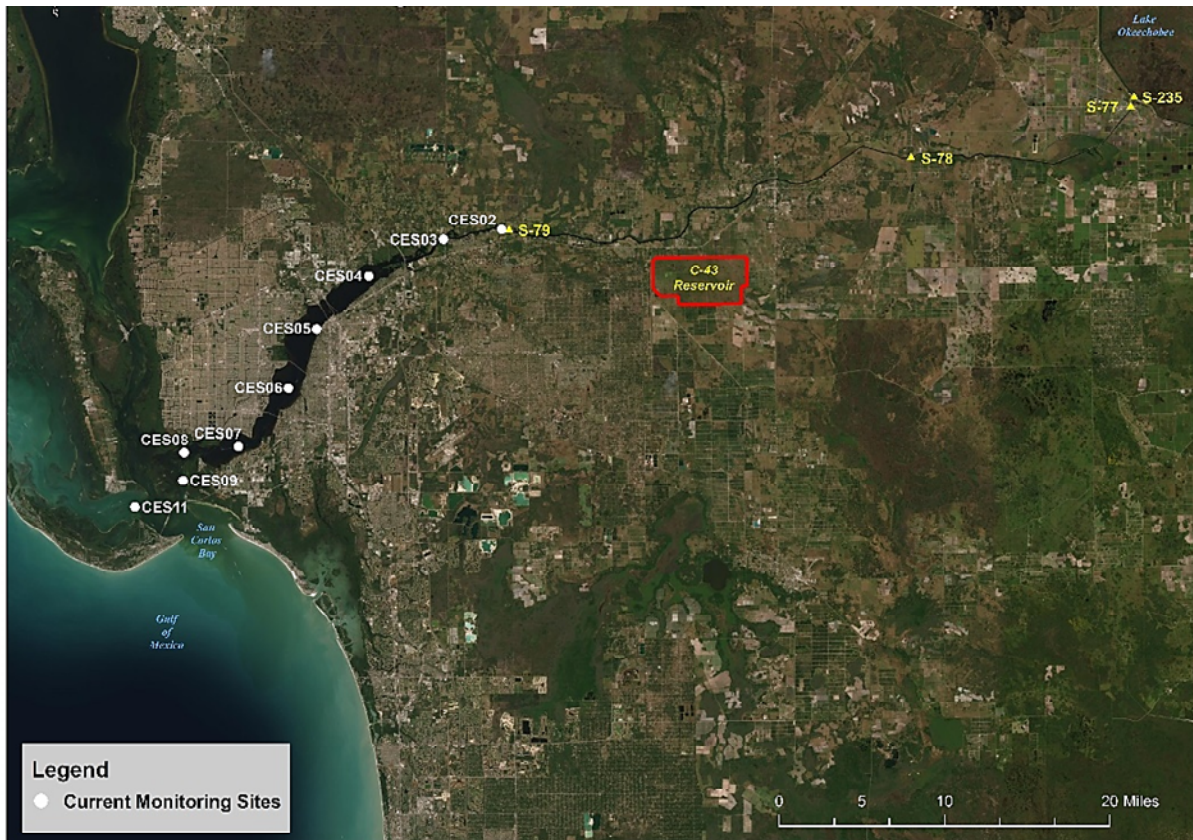 Lake
Okeechobee
S-235
S-77
S-78
CES02
S-79
CES03
CES04
C-43
Reservoir
CES05
CES06
CES07
CES08
CES09
CES11
San
Carlos
Bay
Gulf
of
Mexico
Legend
Current Monitoring Sites
0 5 10 20 Miles